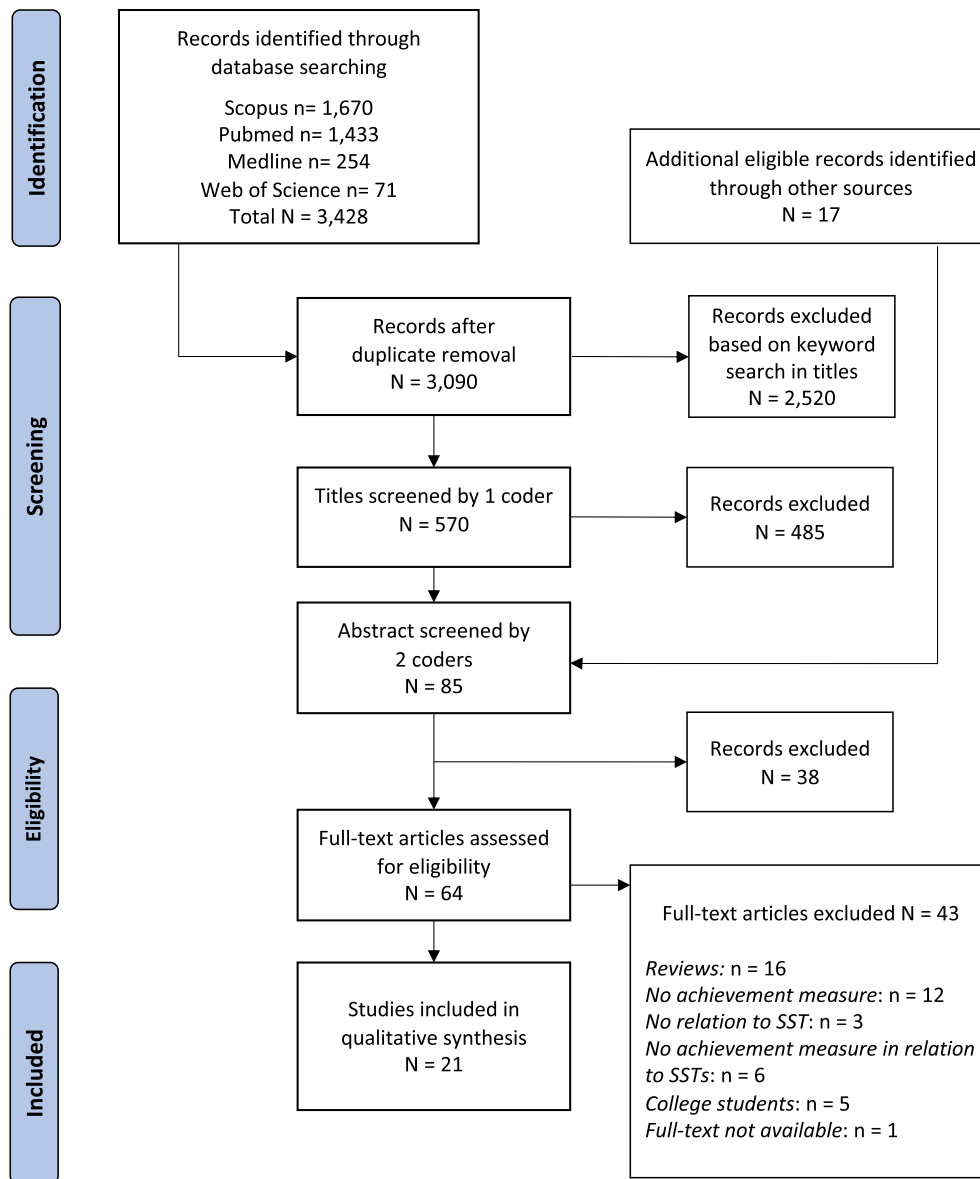 Identification
Records identified through
database searching
Scopus n= 1,670
Pubmed n= 1,433
Medline n= 254
Web of Science n= 71
Total N = 3,428
Additional eligible records identified
through other sources
N = 17
Screening
Records after
duplicate removal
N = 3,090
Records excluded
based on keyword
search in titles
N = 2,520
Titles screened by 1 coder
N = 570
Records excluded
N = 485
Abstract screened by
2 coders
N = 85
Eligibility
Records excluded
N = 38
Full-text articles assessed
for eligibility
N = 64
Full-text articles excluded N = 43
Reviews: n = 16
No achievement measure: n = 12
No relation to SST: n = 3
No achievement measure in relation
to SSTs: n = 6
College students: n = 5
Full-text not available: n = 1
Included
Studies included in
qualitative synthesis
N = 21